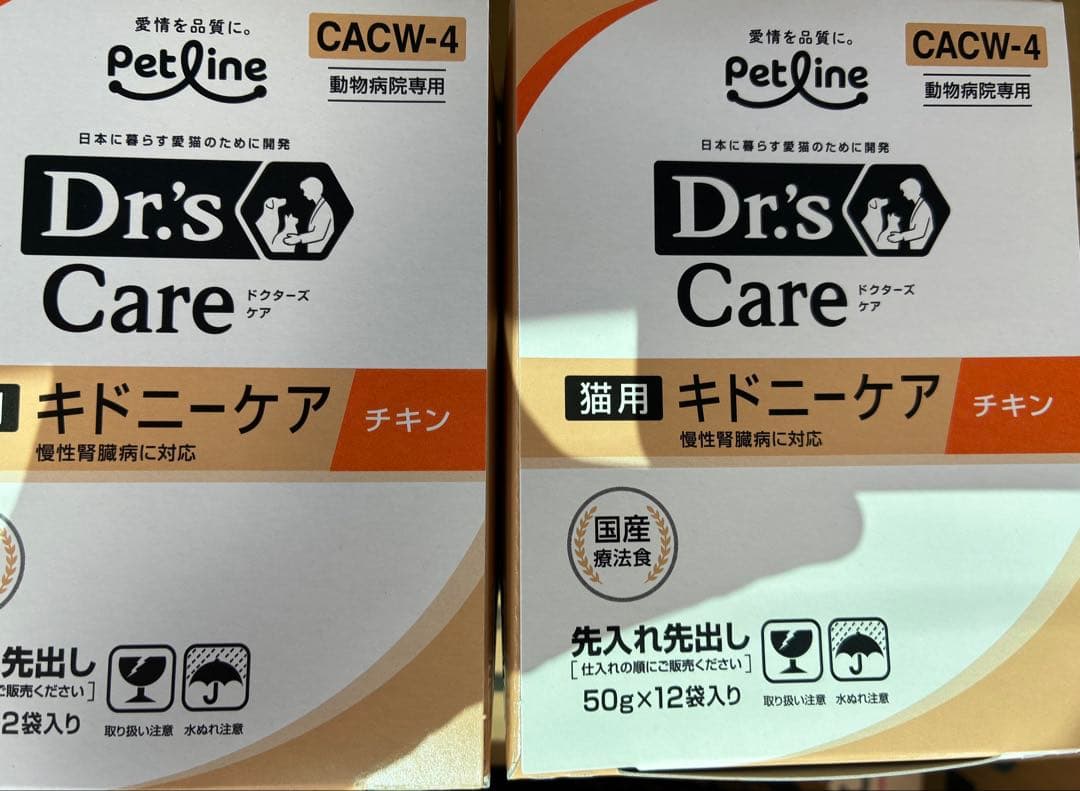 愛情を品質に。
Petline
CACW-4
動物病院専用
日本に暮らす愛猫のために開発
Dr.'s
Care
ドクターズ
ケア
キドニーケア
チキン
慢性腎臓病に対応
先出し
ご販売ください]
2袋入り
取り扱い注意
水ぬれ注意
愛情を品質に。
Petline
CACW-4
動物病院専用
日本に暮らす愛猫のために開発
Dr.'s
Care
ドクターズ
ケア
猫用
キドニーケア
チキン
慢性腎臓病に対応
国産
療法食
先入れ先出し
[仕入れの順にご販売ください]
50g×12袋入り
取り扱い注意
水ぬれ注意